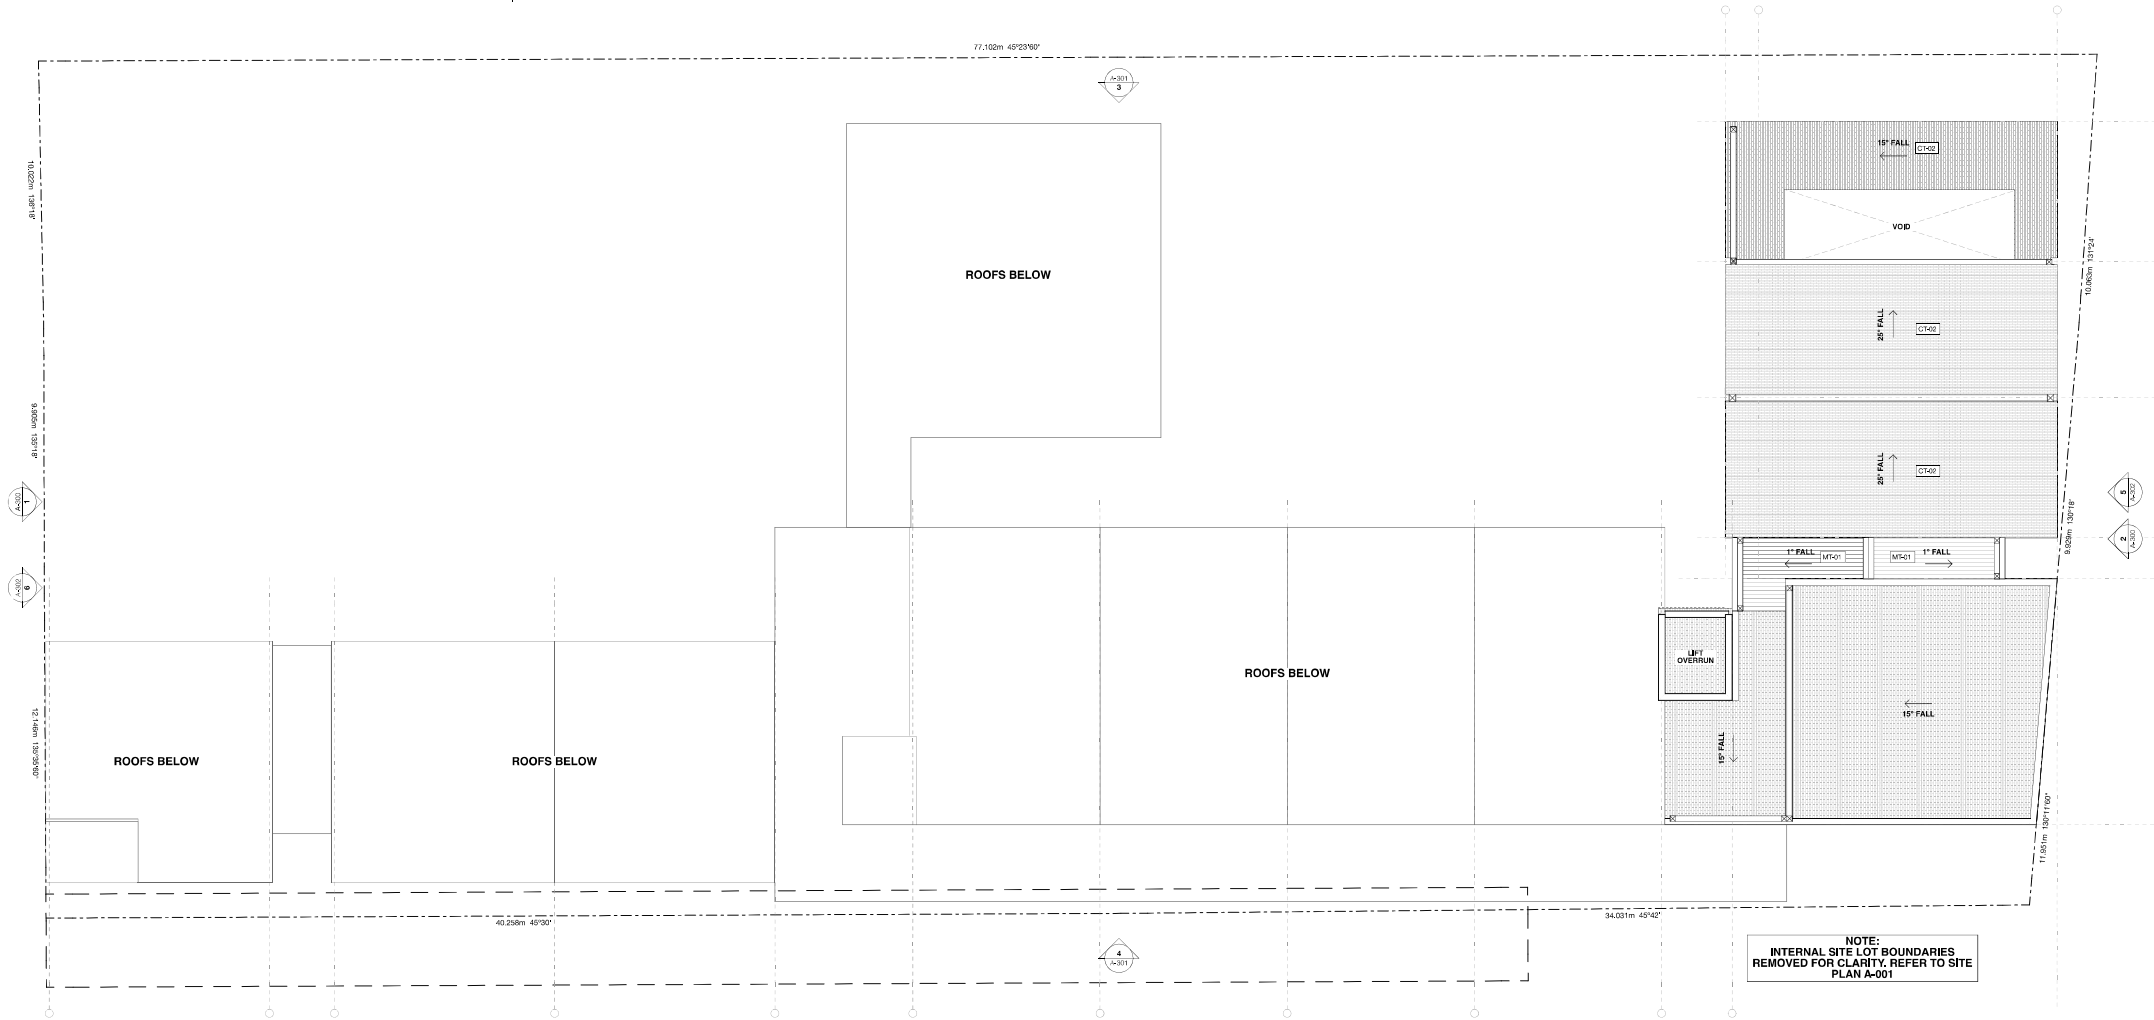 77.102m 45°23'60"
A-301
3
15° FALL
CT-02
10.022m 136°18'
VOID
10.063m 131°24'
ROOFS BELOW
25° FALL
CT-02
9.905m 135°18'
25° FALL
CT-02
1
A-300
5
A-302
9.929m 130°18'
2
A-300
1° FALL
MT-01
MT-01
1° FALL
6
A-302
LIFT
OVERRUN
ROOFS BELOW
15° FALL
12.146m 135°35'60"
15° FALL
ROOFS BELOW
ROOFS BELOW
11.951m 130°11'60"
40.258m 45°30'
34.031m 45°42'
4
A-301
NOTE:
INTERNAL SITE LOT BOUNDARIES
REMOVED FOR CLARITY. REFER TO SITE
PLAN A-001